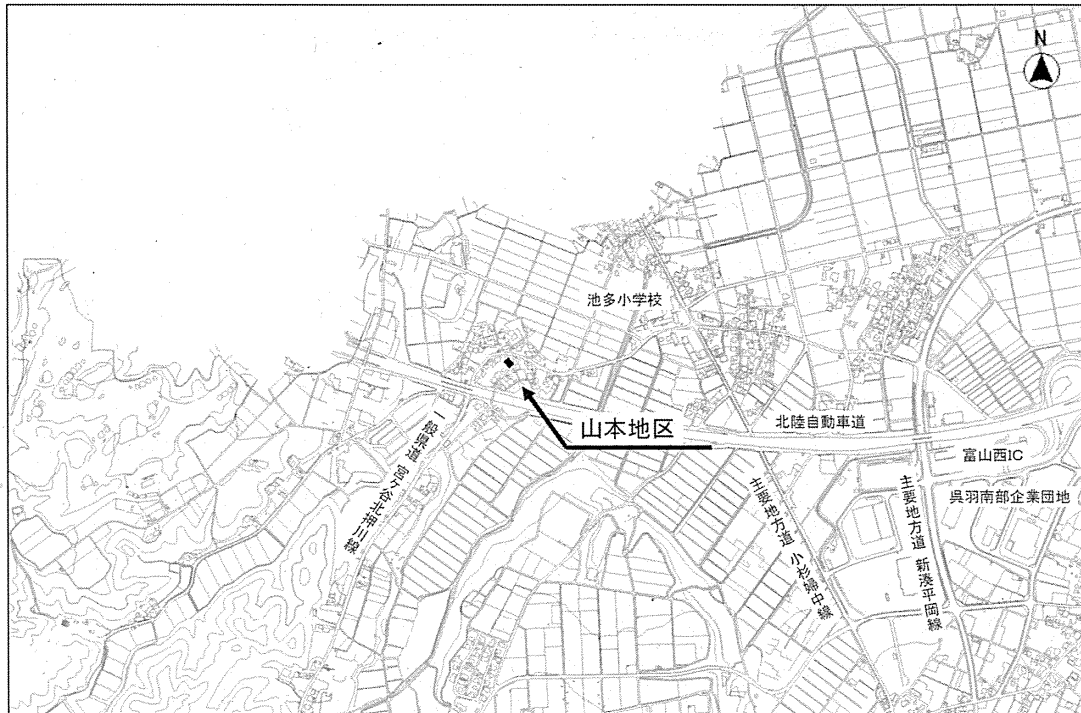 N
池多小学校
山本地区
北陸自動車道
富山西IC
呉羽南部企業団地
一般県道 宮ケ谷北押川線
主要地方道 小杉婦中線
主要地方道 新湊平岡線